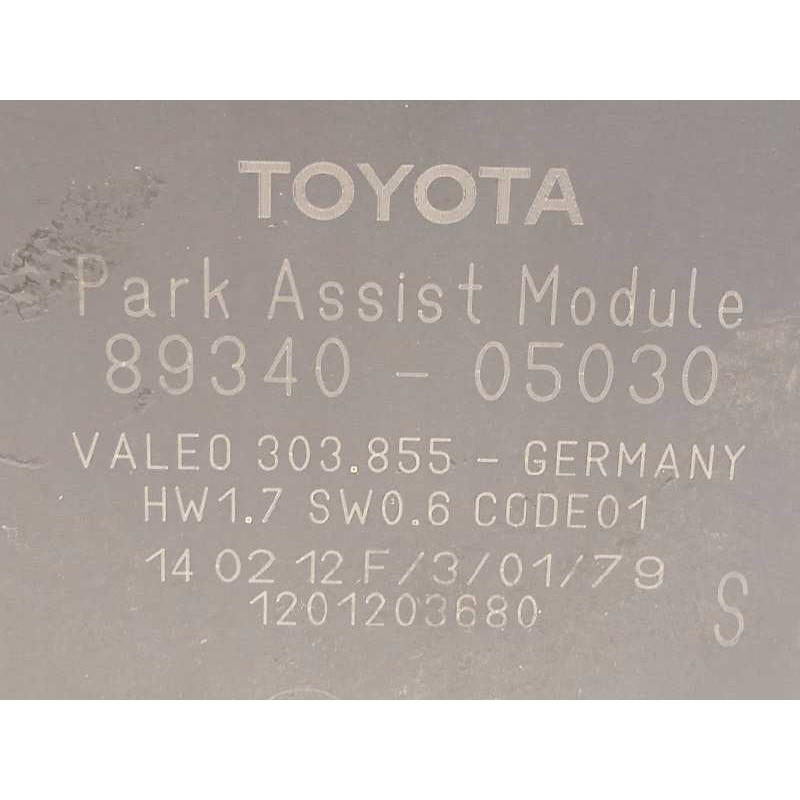 TOYOTA
Park Assist Module
89340 - 05030
VALEO 303.855 - GERMANY
HW1.7 SW0.6 CODE01
14 02 12 F/3/01/79
1201203680
S